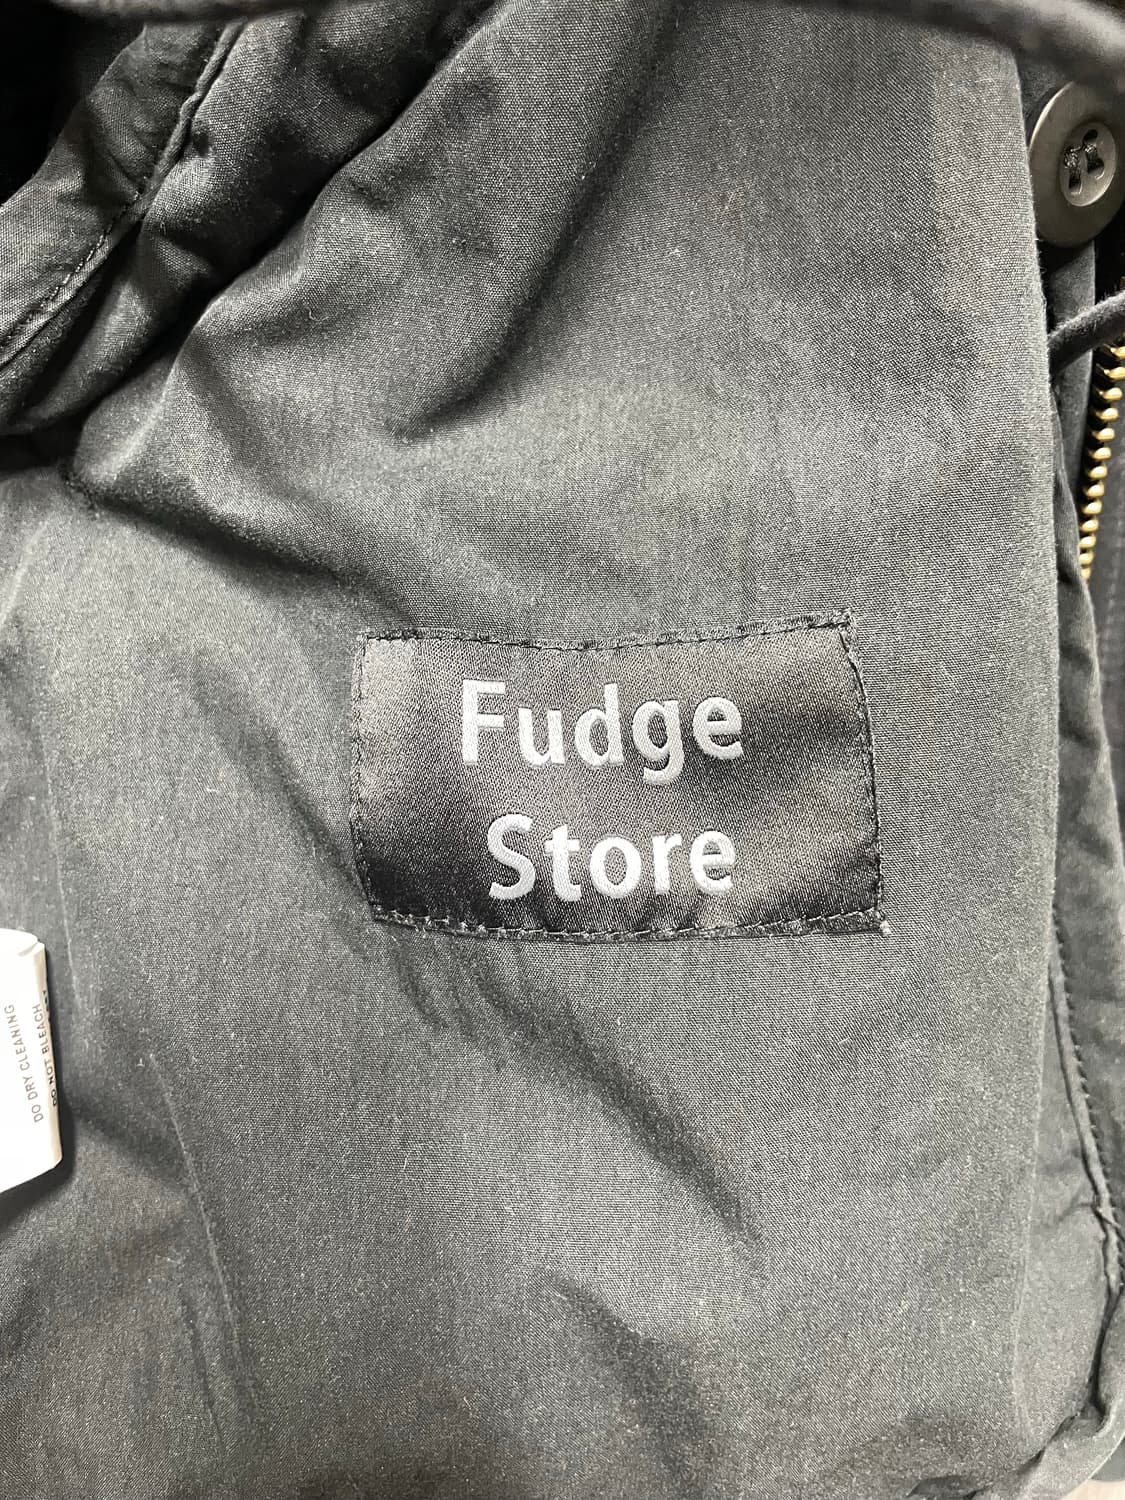 Fudge
Store
DO DRY CLEANING
DO NOT BLEACH